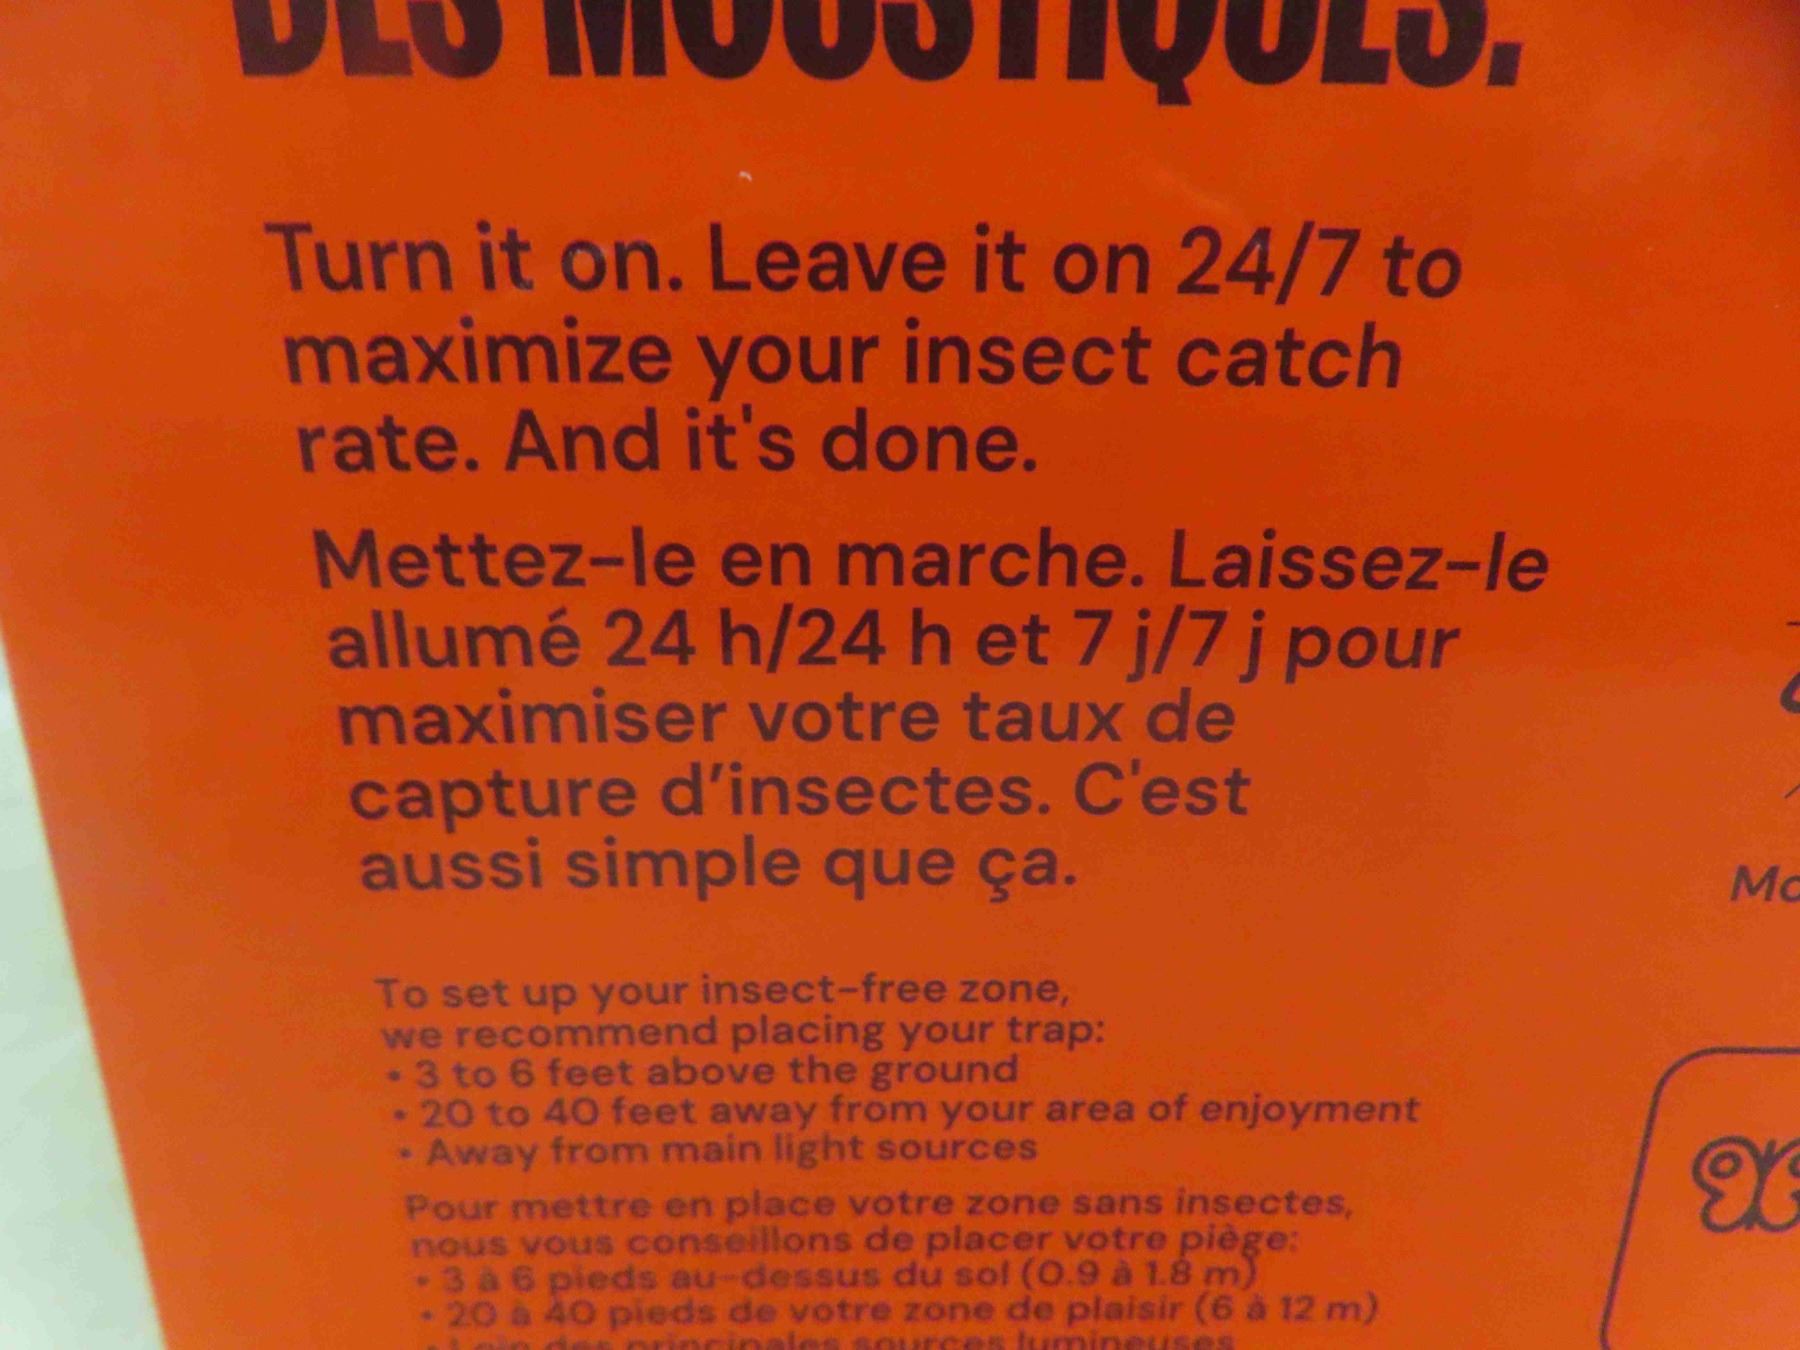 DES MOUSTIQUES.
Turn it on. Leave it on 24/7 to
maximize your insect catch
rate. And it's done.
Mettez-le en marche. Laissez-le
allumé 24 h/24 h et 7 j/7 j pour
maximiser votre taux de
capture d’insectes. C'est
aussi simple que ça.
To set up your insect-free zone,
we recommend placing your trap:
• 3 to 6 feet above the ground
• 20 to 40 feet away from your area of enjoyment
• Away from main light sources
Pour mettre en place votre zone sans insectes,
nous vous conseillons de placer votre piège:
• 3 à 6 pieds au-dessus du sol (0.9 à 1.8 m)
• 20 à 40 pieds de votre zone de plaisir (6 à 12 m)
• Loin des principales sources lumineuses